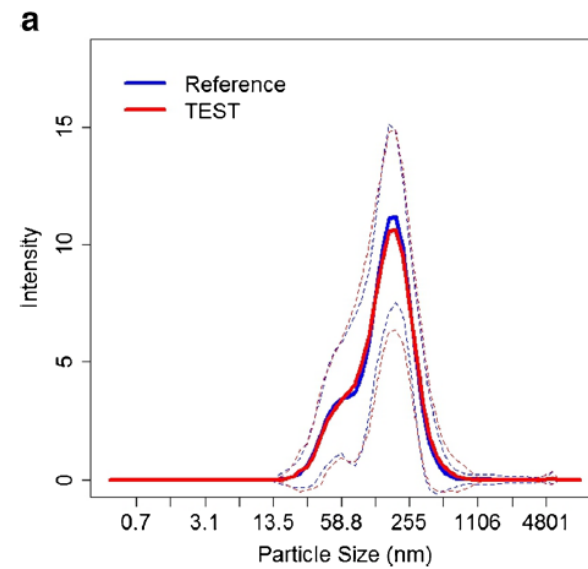 a
Reference
TEST
15
10
5
0
Intensity
0.7 3.1 13.5 58.8 255 1106 4801
Particle Size (nm)